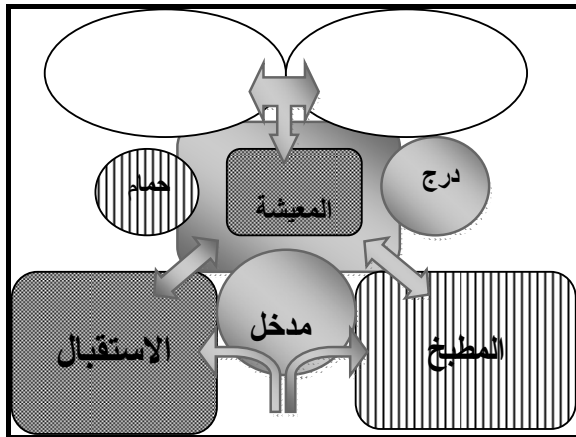 درج
حمام
المعيشة
مدخل
المطبخ
الاستقبال